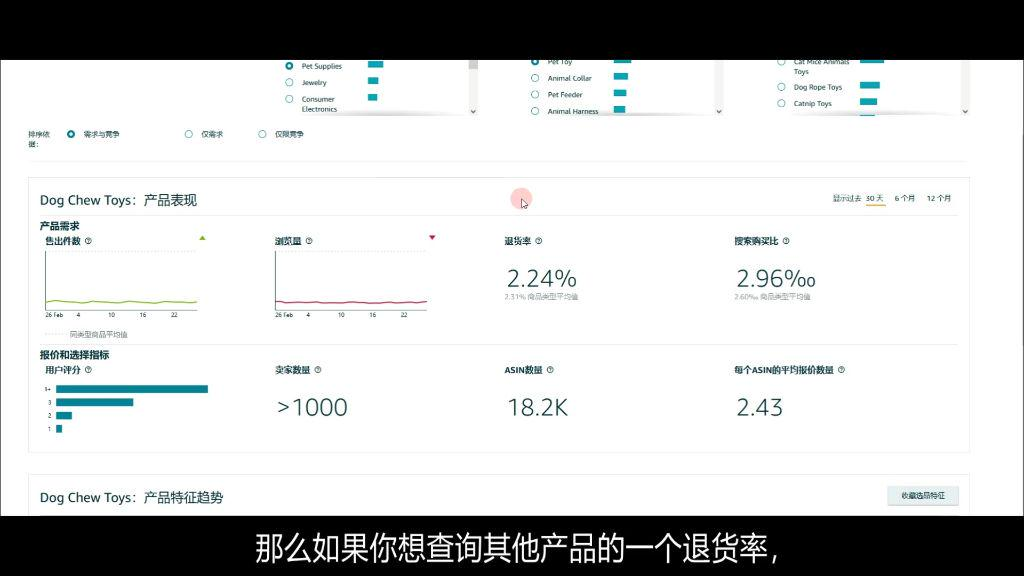 Pet Supplies
Jewelry
Consumer
Electronics
Pet Toy
Animal Collar
Pet Feeder
Animal Harness
Cat Mice Animals
Toys
Dog Rope Toys
Catnip Toys
排序依
据：
需求与竞争
仅需求
仅限竞争
Dog Chew Toys：产品表现
显示过去 30 天 6 个月 12 个月
产品需求
售出件数
浏览量
退货率
搜索购买比
2.24%
2.31% 商品类型平均值
2.96‰
2.60‰ 商品类型平均值
26 Feb 4 10 16 22
26 Feb 4 10 16 22
同类型商品平均值
报价和选择指标
用户评分
卖家数量
ASIN数量
每个ASIN的平均报价数量
3
2
1
>1000
18.2K
2.43
Dog Chew Toys：产品特征趋势
收藏选品特征
那么如果你想查询其他产品的一个退货率，